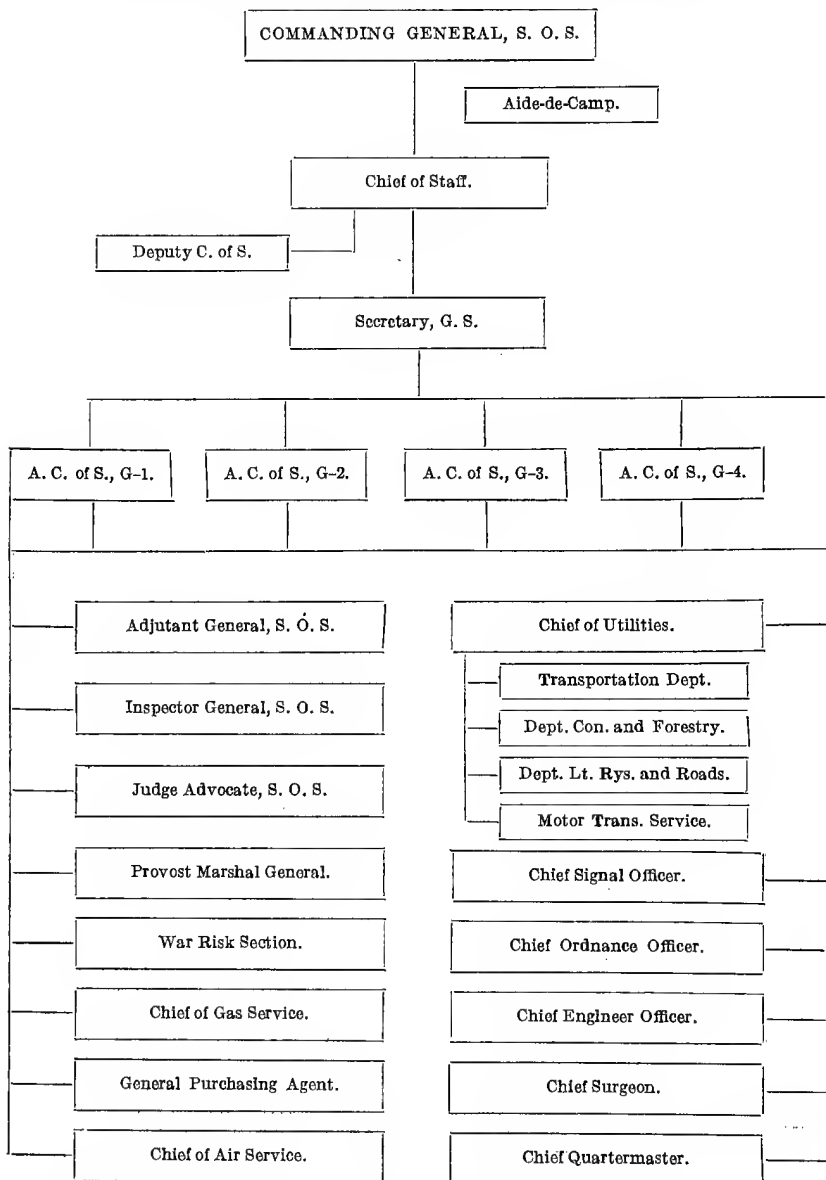 COMMANDING GENERAL, S. O. S.
Aide-de-Camp.
Chief of Staff.
Deputy C. of S.
Secretary, G. S.
A. C. of S., G-1.
A. C. of S., G-2.
A. C. of S., G-3.
A. C. of S., G-4.
Adjutant General, S. O. S.
Inspector General, S. O. S.
Judge Advocate, S. O. S.
Provost Marshal General.
War Risk Section.
Chief of Gas Service.
General Purchasing Agent.
Chief of Air Service.
Chief of Utilities.
Transportation Dept.
Dept. Con. and Forestry.
Dept. Lt. Rys. and Roads.
Motor Trans. Service.
Chief Signal Officer.
Chief Ordnance Officer.
Chief Engineer Officer.
Chief Surgeon.
Chief Quartermaster.